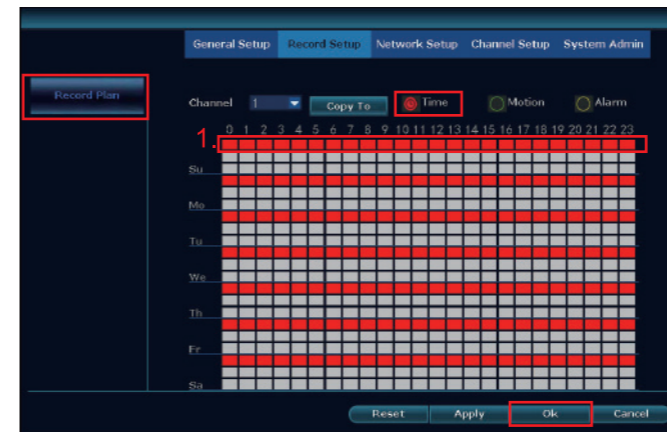 General Setup Record Setup Network Setup Channel Setup System Admin
Record Plan
Channel 1 Copy To Time Motion Alarm
0 1 2 3 4 5 6 7 8 9 10 11 12 13 14 15 16 17 18 19 20 21 22 23
1.
Su
Mo
Tu
We
Th
Fr
Sa
Reset Apply Ok Cancel